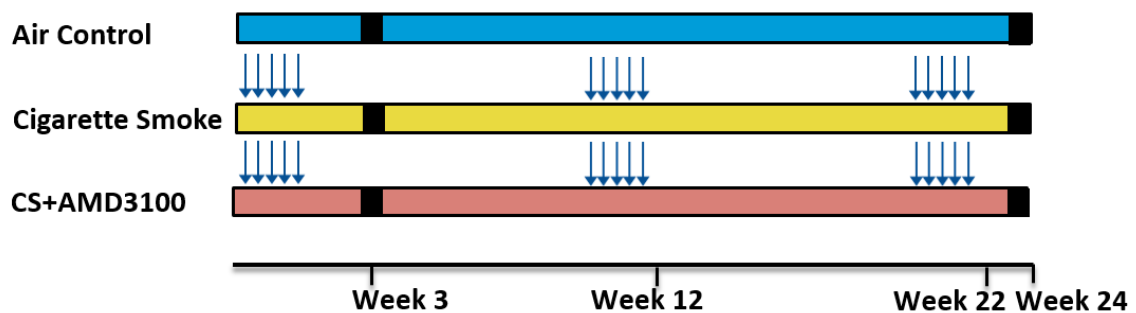 Air Control
Cigarette Smoke
CS+AMD3100
Week 3
Week 12
Week 22
Week 24